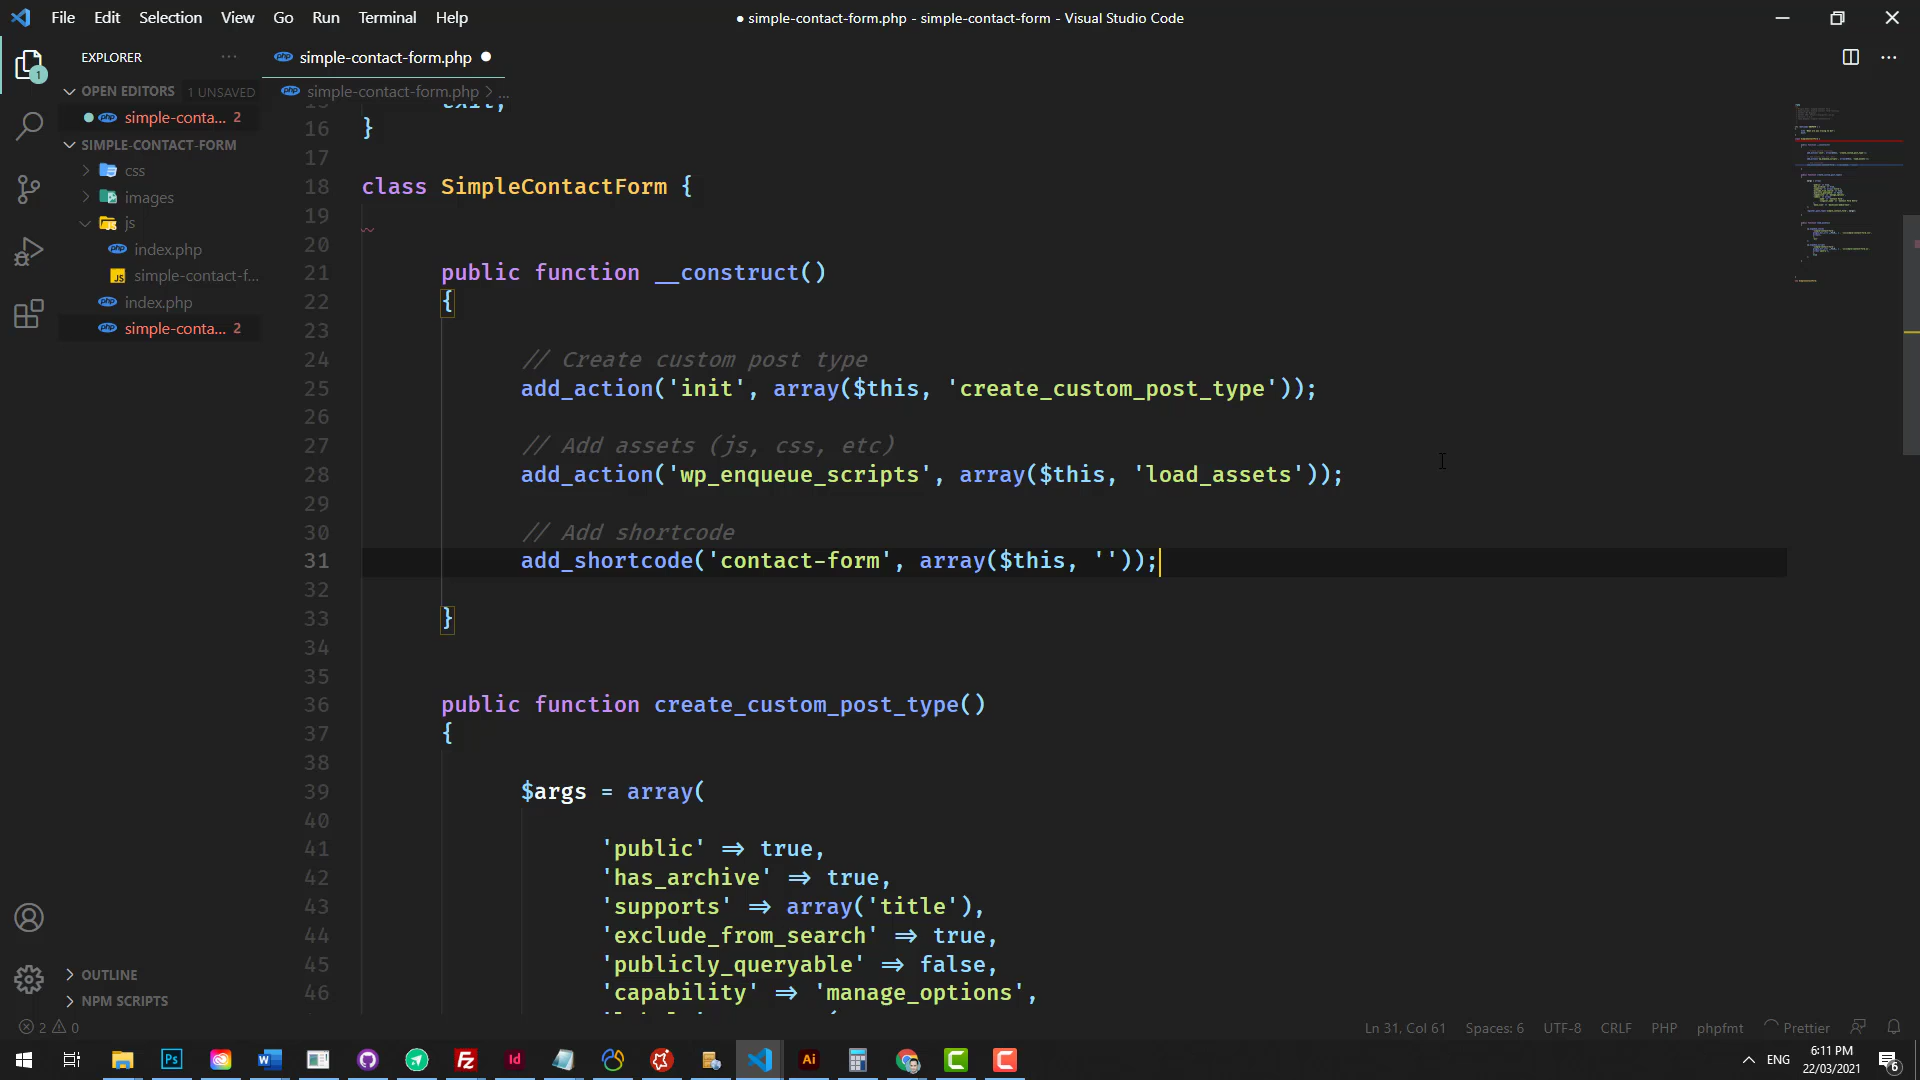 File Edit Selection View Go Run Terminal Help
● simple-contact-form.php - simple-contact-form - Visual Studio Code
EXPLORER
simple-contact-form.php
OPEN EDITORS 1 UNSAVED
simple-conta... 2
SIMPLE-CONTACT-FORM
css
images
js
index.php
JS simple-contact-f...
index.php
simple-conta... 2
OUTLINE
NPM SCRIPTS
simple-contact-form.php > ...
exit;
16 }
17
18 class SimpleContactForm {
19
20
21 public function __construct()
22 {
23
24 // Create custom post type
25 add_action('init', array($this, 'create_custom_post_type'));
26
27 // Add assets (js, css, etc)
28 add_action('wp_enqueue_scripts', array($this, 'load_assets'));
29
30 // Add shortcode
31 add_shortcode('contact-form', array($this, ''));
32
33 }
34
35
36 public function create_custom_post_type()
37 {
38
39 $args = array(
40
41 'public' => true,
42 'has_archive' => true,
43 'supports' => array('title'),
44 'exclude_from_search' => true,
45 'publicly_queryable' => false,
46 'capability' => 'manage_options',
2 0
Ln 31, Col 61 Spaces: 6 UTF-8 CRLF PHP phpfmt Prettier
ENG
6:11 PM
22/03/2021
6